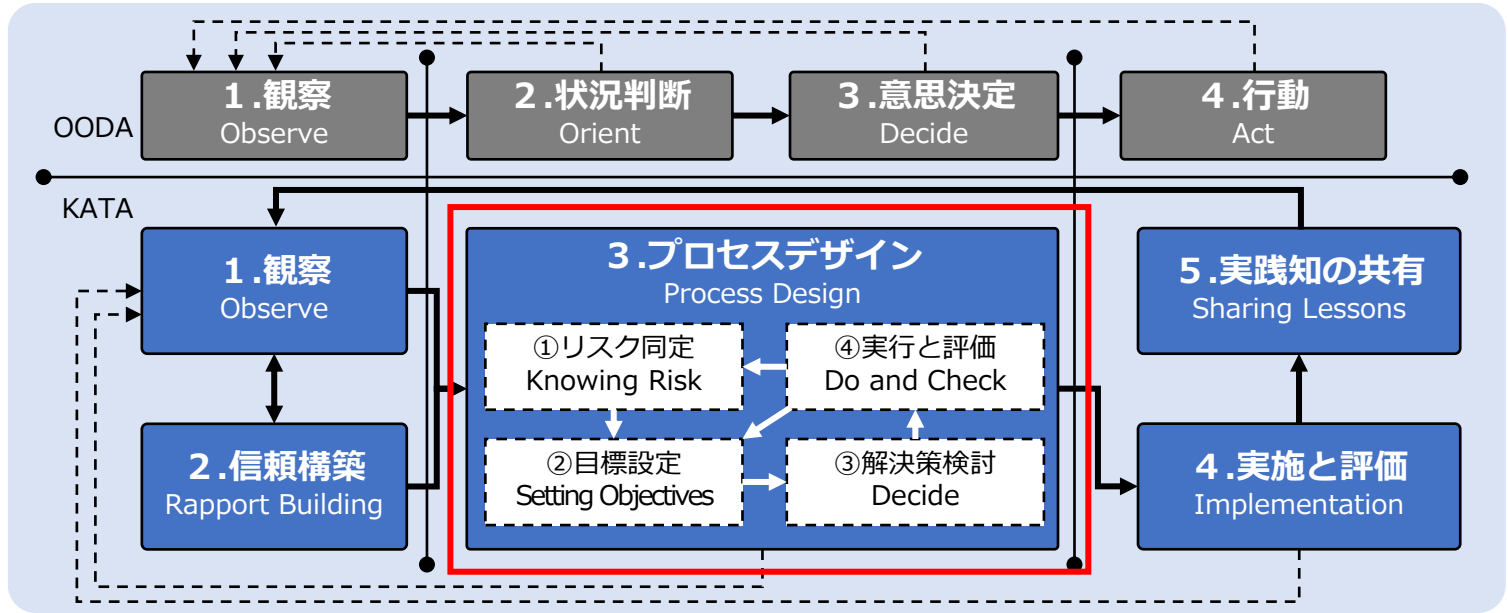 OODA
１.観察
Observe
２.状況判断
Orient
３.意思決定
Decide
４.行動
Act
KATA
１.観察
Observe
２.信頼構築
Rapport Building
３.プロセスデザイン
Process Design
①リスク同定
Knowing Risk
②目標設定
Setting Objectives
③解決策検討
Decide
④実行と評価
Do and Check
４.実施と評価
Implementation
５.実践知の共有
Sharing Lessons